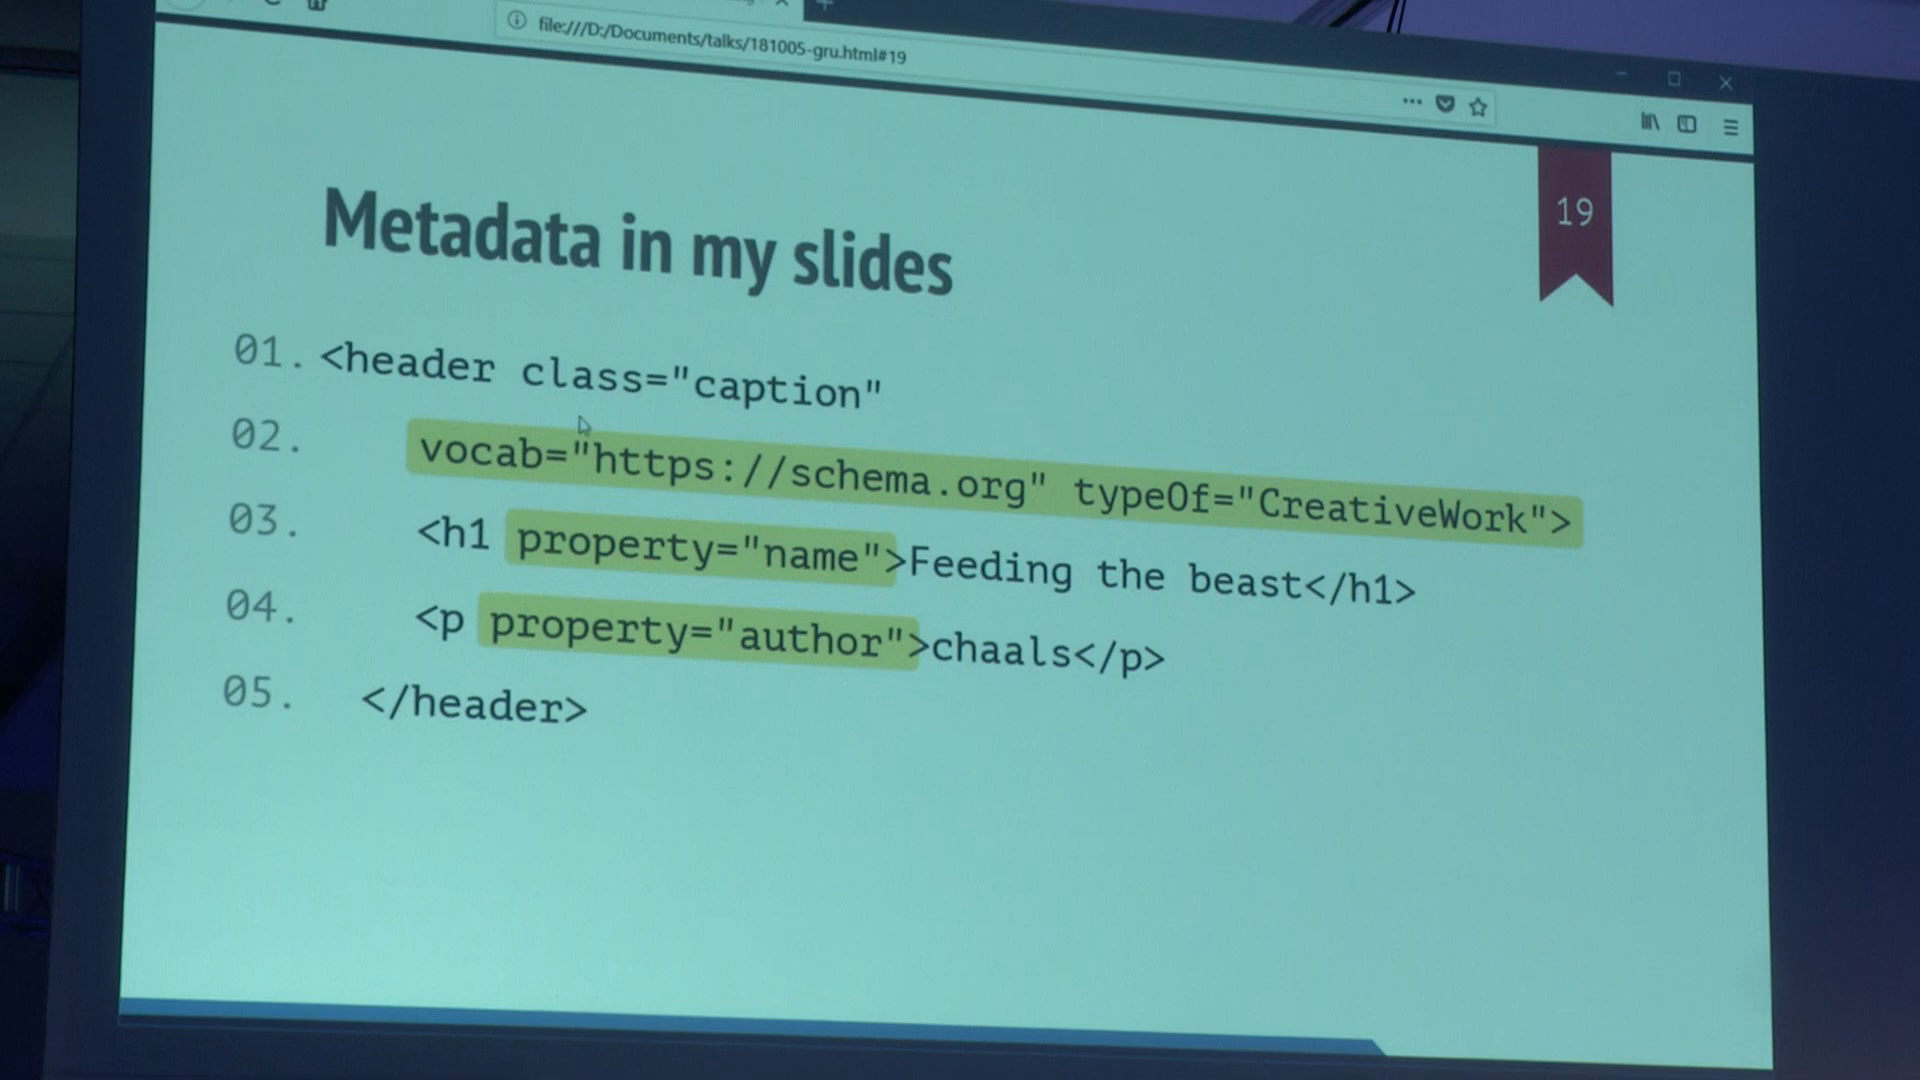 file:///D:/Documents/talks/181005-gru.html#19
19
Metadata in my slides
01. <header class="caption"
02. vocab="https://schema.org" typeOf="CreativeWork">
03. <h1 property="name">Feeding the beast</h1>
04. <p property="author">chaals</p>
05. </header>